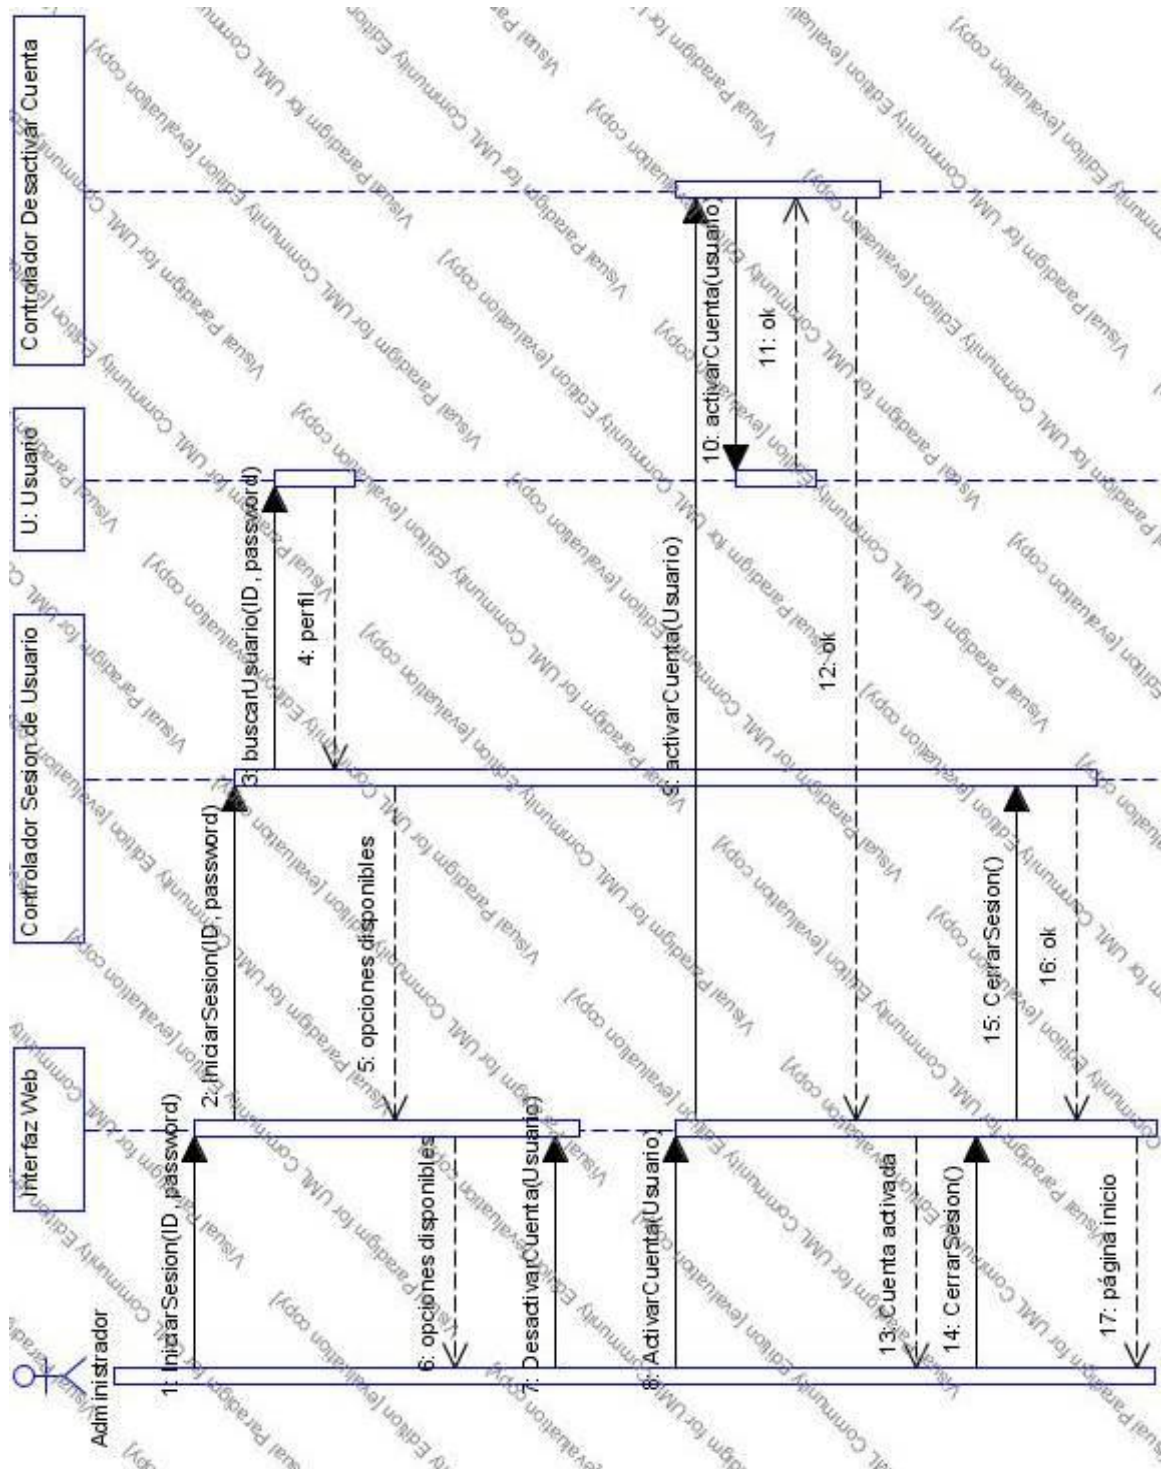 Administrador
Interfaz Web
Controlador Sesion de Usuario
U: Usuario
Controlador Desactivar Cuenta
1: IniciarSesion(ID, password)
2: IniciarSesion(ID, password)
3: buscarUsuario(ID, password)
4: perfil
5: opciones disponibles
6: opciones disponibles
7: DesactivarCuenta(Usuario)
8: ActivarCuenta(Usuario)
9: activarCuenta(Usuario)
10: activarCuenta(usuario)
11: ok
12: ok
13: Cuenta activada
14: CerrarSesion()
15: CerrarSesion()
16: ok
17: página inicio
Visual Paradigm for UML Community Edition [evaluation copy]